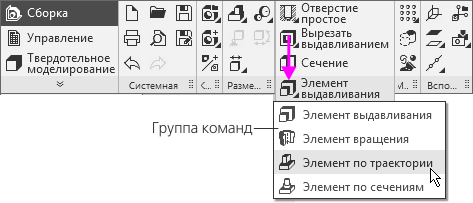 Сборка
Управление
Твердотельное
моделирование
Системная
С...
Разме...
Отверстие
простое
Вырезать
выдавливанием
Сечение
Элемент
выдавливания
И...
Вспо...
Группа команд
Элемент выдавливания
Элемент вращения
Элемент по траектории
Элемент по сечениям